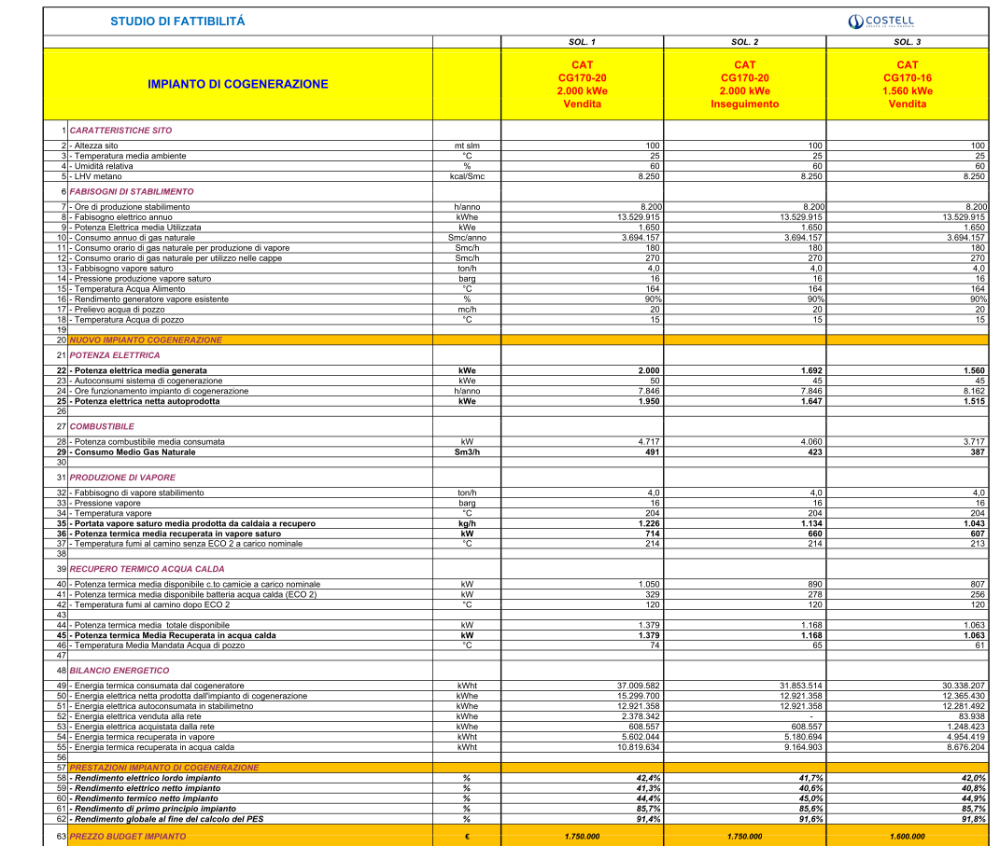 STUDIO DI FATTIBILITÁ COSTELL
SOL. 1 SOL. 2 SOL. 3
IMPIANTO DI COGENERAZIONE
CAT CAT CAT
CG170-20 CG170-20 CG170-16
2.000 kWe 2.000 kWe 1.560 kWe
Vendita Inseguimento Vendita
1 CARATTERISTICHE SITO
2 - Altezza sito mt slm 100 100 100
3 - Temperatura media ambiente °C 25 25 25
4 - Umidità relativa % 60 60 60
5 - LHV metano kcal/Smc 8.250 8.250 8.250
6 FABISOGNI DI STABILIMENTO
7 - Ore di produzione stabilimento h/anno 8.200 8.200 8.200
8 - Fabisogno elettrico annuo kWhe 13.529.915 13.529.915 13.529.915
9 - Potenza Elettrica media Utilizzata kWe 1.650 1.650 1.650
10 - Consumo annuo di gas naturale Smc/anno 3.694.157 3.694.157 3.694.157
11 - Consumo orario di gas naturale per produzione di vapore Smc/h 180 180 180
12 - Consumo orario di gas naturale per utilizzo nelle cappe Smc/h 270 270 270
13 - Fabbisogno vapore saturo ton/h 4,0 4,0 4,0
14 - Pressione produzione vapore saturo barg 16 16 16
15 - Temperatura Acqua Alimento °C 164 164 164
16 - Rendimento generatore vapore esistente % 90% 90% 90%
17 - Prelievo acqua di pozzo mc/h 20 20 20
18 - Temperatura Acqua di pozzo °C 15 15 15
19
20 NUOVO IMPIANTO COGENERAZIONE
21 POTENZA ELETTRICA
22 - Potenza elettrica media generata kWe 2.000 1.692 1.560
23 - Autoconsumi sistema di cogenerazione kWe 50 45 45
24 - Ore funzionamento impianto di cogenerazione h/anno 7.846 7.846 8.162
25 - Potenza elettrica netta autoprodotta kWe 1.950 1.647 1.515
26
27 COMBUSTIBILE
28 - Potenza combustibile media consumata kW 4.717 4.060 3.717
29 - Consumo Medio Gas Naturale Sm3/h 491 423 387
30
31 PRODUZIONE DI VAPORE
32 - Fabbisogno di vapore stabilimento ton/h 4,0 4,0 4,0
33 - Pressione vapore barg 16 16 16
34 - Temperatura vapore °C 204 204 204
35 - Portata vapore saturo media prodotta da caldaia a recupero kg/h 1.226 1.134 1.043
36 - Potenza termica media recuperata in vapore saturo kW 714 660 607
37 - Temperatura fumi al camino senza ECO 2 a carico nominale °C 214 214 213
38
39 RECUPERO TERMICO ACQUA CALDA
40 - Potenza termica media disponibile c.to camicie a carico nominale kW 1.050 890 807
41 - Potenza termica media disponibile batteria acqua calda (ECO 2) kW 329 278 256
42 - Temperatura fumi al camino dopo ECO 2 °C 120 120 120
43
44 - Potenza termica media totale disponibile kW 1.379 1.168 1.063
45 - Potenza termica Media Recuperata in acqua calda kW 1.379 1.168 1.063
46 - Temperatura Media Mandata Acqua di pozzo °C 74 65 61
47
48 BILANCIO ENERGETICO
49 - Energia termica consumata dal cogeneratore kWht 37.009.582 31.853.514 30.338.207
50 - Energia elettrica netta prodotta dall'impianto di cogenerazione kWhe 15.299.700 12.921.358 12.365.430
51 - Energia elettrica autoconsumata in stabilimetno kWhe 12.921.358 12.921.358 12.281.492
52 - Energia elettrica venduta alla rete kWhe 2.378.342 - 83.938
53 - Energia elettrica acquistata dalla rete kWhe 608.557 608.557 1.248.423
54 - Energia termica recuperata in vapore kWht 5.602.044 5.180.694 4.954.419
55 - Energia termica recuperata in acqua calda kWht 10.819.634 9.164.903 8.676.204
56
57 PRESTAZIONI IMPIANTO DI COGENERAZIONE
58 - Rendimento elettrico lordo impianto % 42,4% 41,7% 42,0%
59 - Rendimento elettrico netto impianto % 41,3% 40,6% 40,8%
60 - Rendimento termico netto impianto % 44,4% 45,0% 44,9%
61 - Rendimento di primo principio impianto % 85,7% 85,6% 85,7%
62 - Rendimento globale al fine del calcolo del PES % 91,4% 91,6% 91,8%
63 PREZZO BUDGET IMPIANTO € 1.750.000 1.750.000 1.600.000